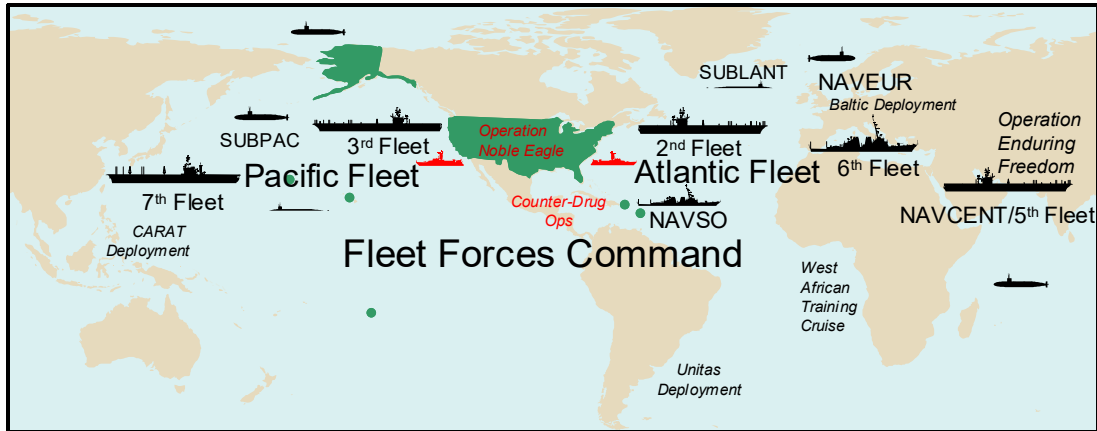 SUBLANT
NAVEUR
Baltic Deployment
SUBPAC
3rd Fleet
Operation
Noble Eagle
2nd Fleet
6th Fleet
Operation
Enduring
Freedom
Pacific Fleet
Atlantic Fleet
7th Fleet
Counter-Drug
Ops
NAVSO
NAVCENT/5th Fleet
CARAT
Deployment
Fleet Forces Command
West
African
Training
Cruise
Unitas
Deployment